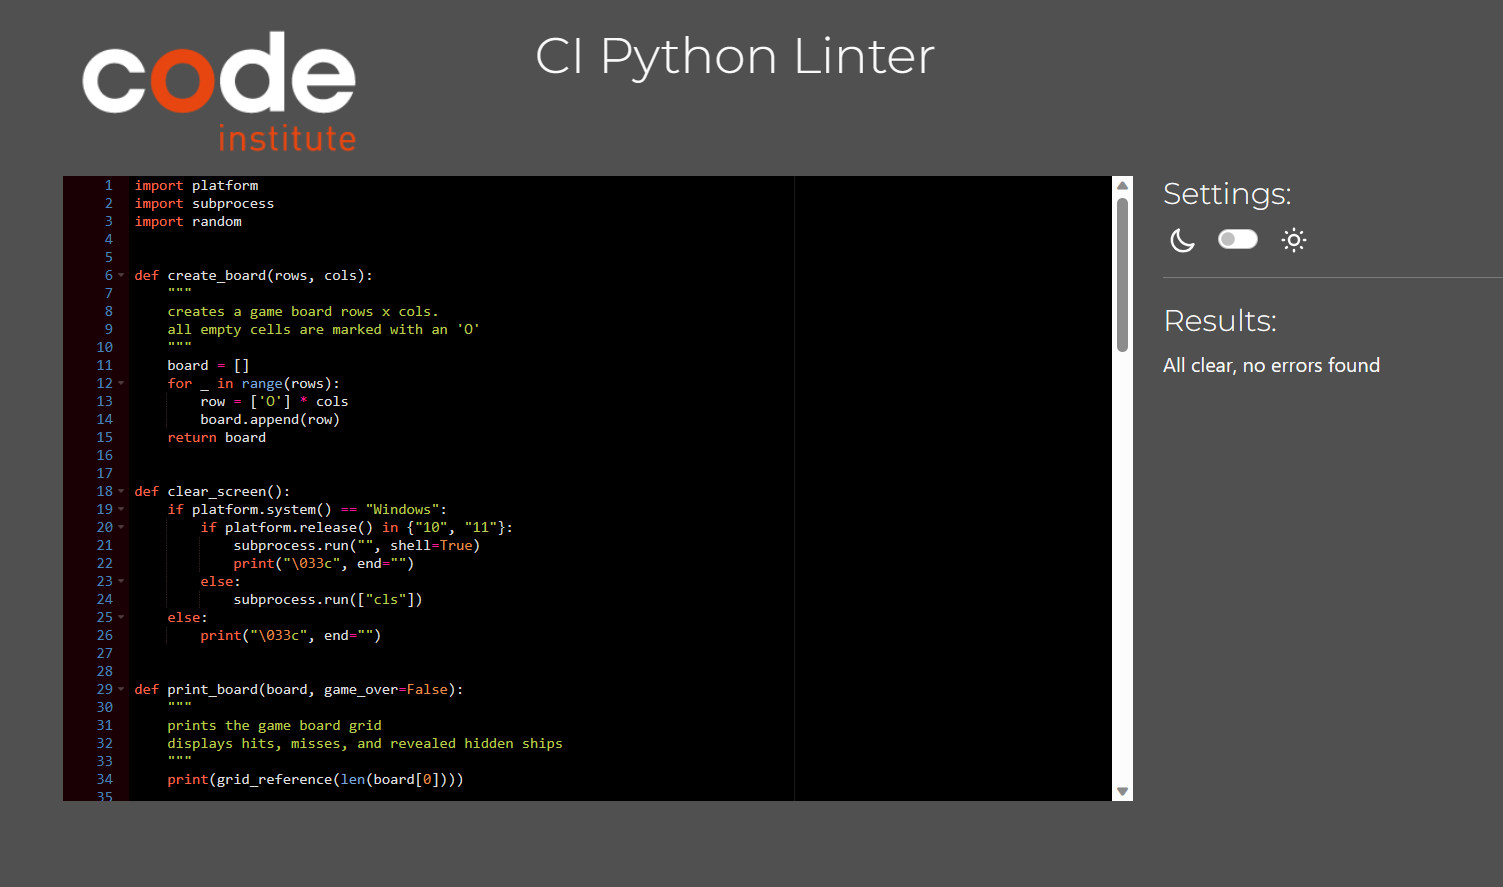 code
institute
CI Python Linter
1 import platform
2 import subprocess
3 import random
4
5
6 def create_board(rows, cols):
7     """
8     creates a game board rows x cols.
9     all empty cells are marked with an 'O'
10     """
11     board = []
12     for _ in range(rows):
13         row = ['O'] * cols
14         board.append(row)
15     return board
16
17
18 def clear_screen():
19     if platform.system() == "Windows":
20         if platform.release() in {"10", "11"}:
21             subprocess.run("", shell=True)
22             print("\033c", end="")
23         else:
24             subprocess.run(["cls"])
25     else:
26         print("\033c", end="")
27
28
29 def print_board(board, game_over=False):
30     """
31     prints the game board grid
32     displays hits, misses, and revealed hidden ships
33     """
34     print(grid_reference(len(board[0])))
35
Settings:
Results:
All clear, no errors found